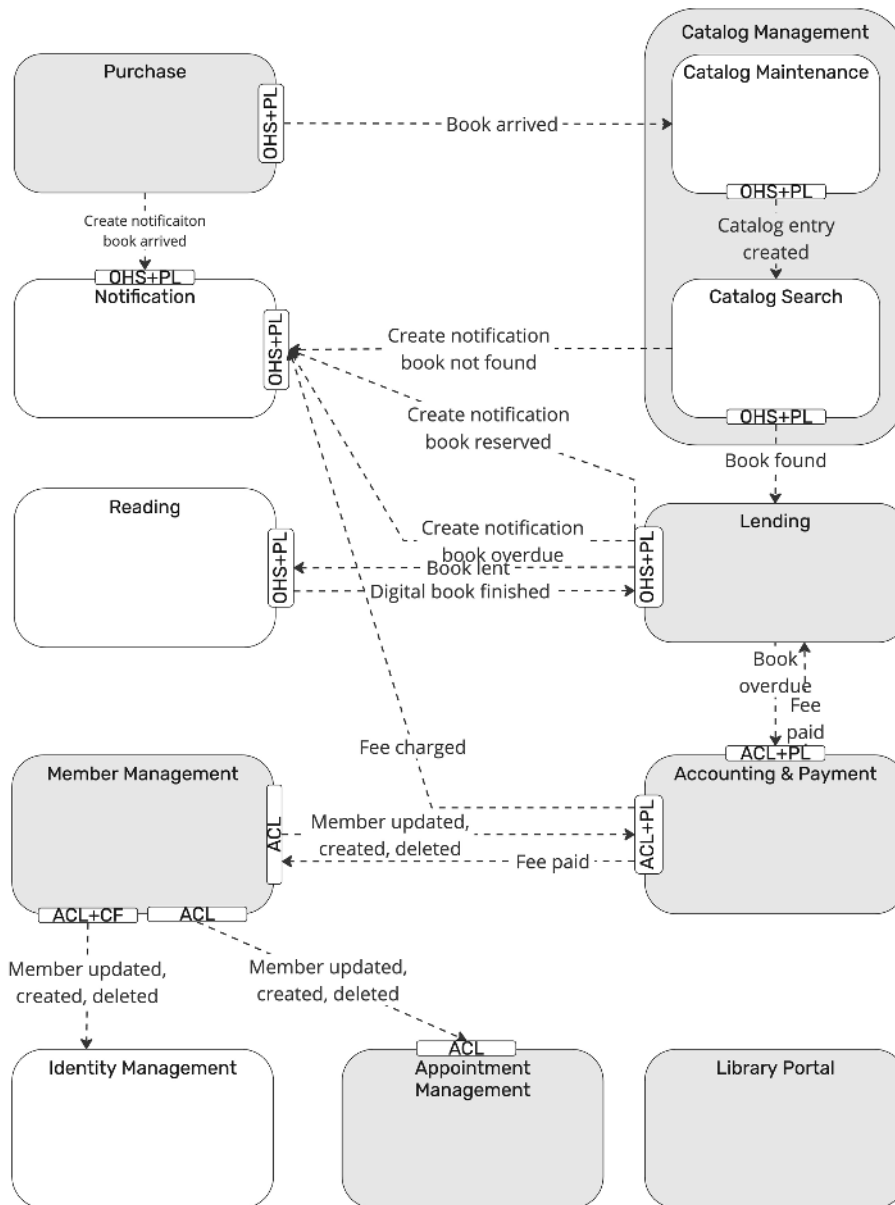 Catalog Management
Purchase
Catalog Maintenance
OHS+PL
Book arrived
OHS+PL
Create notificaiton
book arrived
Catalog entry
created
OHS+PL
Notification
Catalog Search
OHS+PL
Create notification
book not found
Create notification
book reserved
OHS+PL
Book found
Reading
Lending
OHS+PL
Create notification
book overdue
Book lent
Digital book finished
OHS+PL
Book
overdue
Fee
paid
Fee charged
ACL+PL
Member Management
Accounting & Payment
ACL
Member updated,
created, deleted
Fee paid
ACL+PL
ACL+CF
ACL
Member updated,
created, deleted
Member updated,
created, deleted
ACL
Identity Management
Appointment
Management
Library Portal